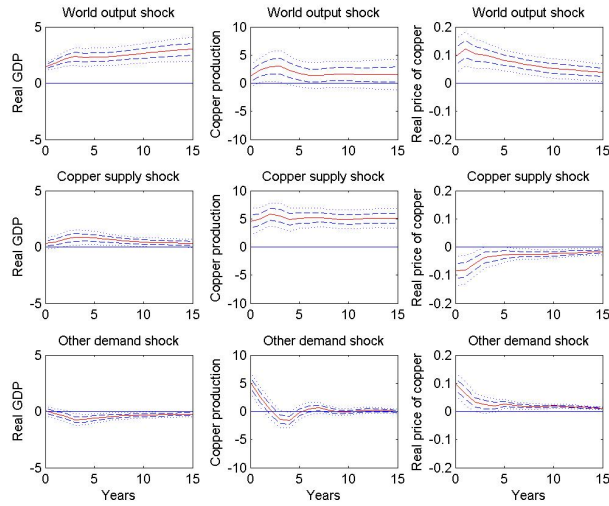 World output shock
Real GDP
5
0
-5
0 5 10 15
World output shock
Copper production
10
5
0
-5
-10
0 5 10 15
World output shock
Real price of copper
0.2
0.1
0
-0.1
-0.2
0 5 10 15
Copper supply shock
Real GDP
5
0
-5
0 5 10 15
Copper supply shock
Copper production
10
5
0
-5
-10
0 5 10 15
Copper supply shock
Real price of copper
0.2
0.1
0
-0.1
-0.2
0 5 10 15
Other demand shock
Real GDP
5
0
-5
0 5 10 15
Years
Other demand shock
Copper production
10
5
0
-5
-10
0 5 10 15
Years
Other demand shock
Real price of copper
0.2
0.1
0
-0.1
-0.2
0 5 10 15
Years